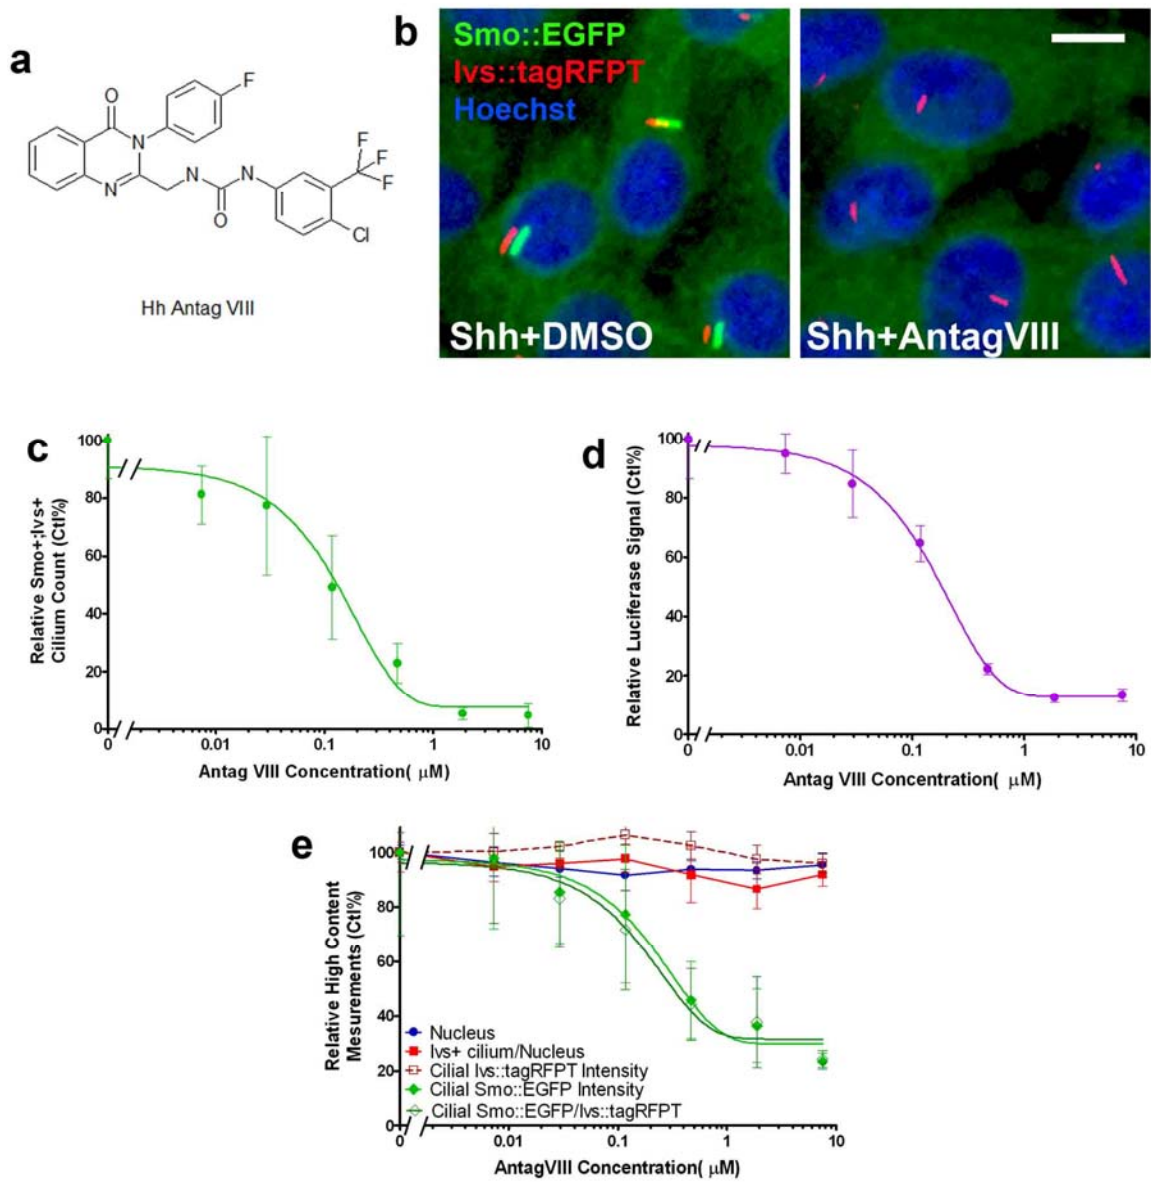 a
O
F
N
N
N
N
O
F
F
F
Cl
Hh Antag VIII
b
Smo::EGFP
Ivs::tagRFPT
Hoechst
Shh+DMSO
Shh+AntagVIII
c
Relative Smo+;Ivs+
Cilium Count (Ctl%)
100
80
60
40
20
0
0 0.01 0.1 1 10
Antag VIII Concentration( μM)
d
Relative Luciferase Signal (Ctl%)
100
80
60
40
20
0
0 0.01 0.1 1 10
Antag VIII Concentration( μM)
e
Relative High Content
Mesurements (Ctl%)
100
80
60
40
20
0
Nucleus
Ivs+ cilium/Nucleus
Cilial Ivs::tagRFPT Intensity
Cilial Smo::EGFP Intensity
Cilial Smo::EGFP/Ivs::tagRFPT
0 0.01 0.1 1 10
AntagVIII Concentration( μM)